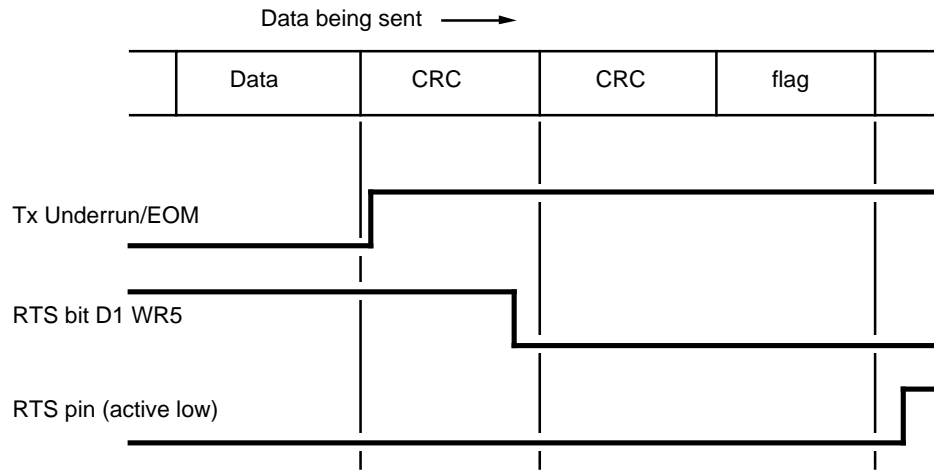 Data being sent
Data CRC CRC flag
Tx Underrun/EOM
RTS bit D1 WR5
RTS pin (active low)